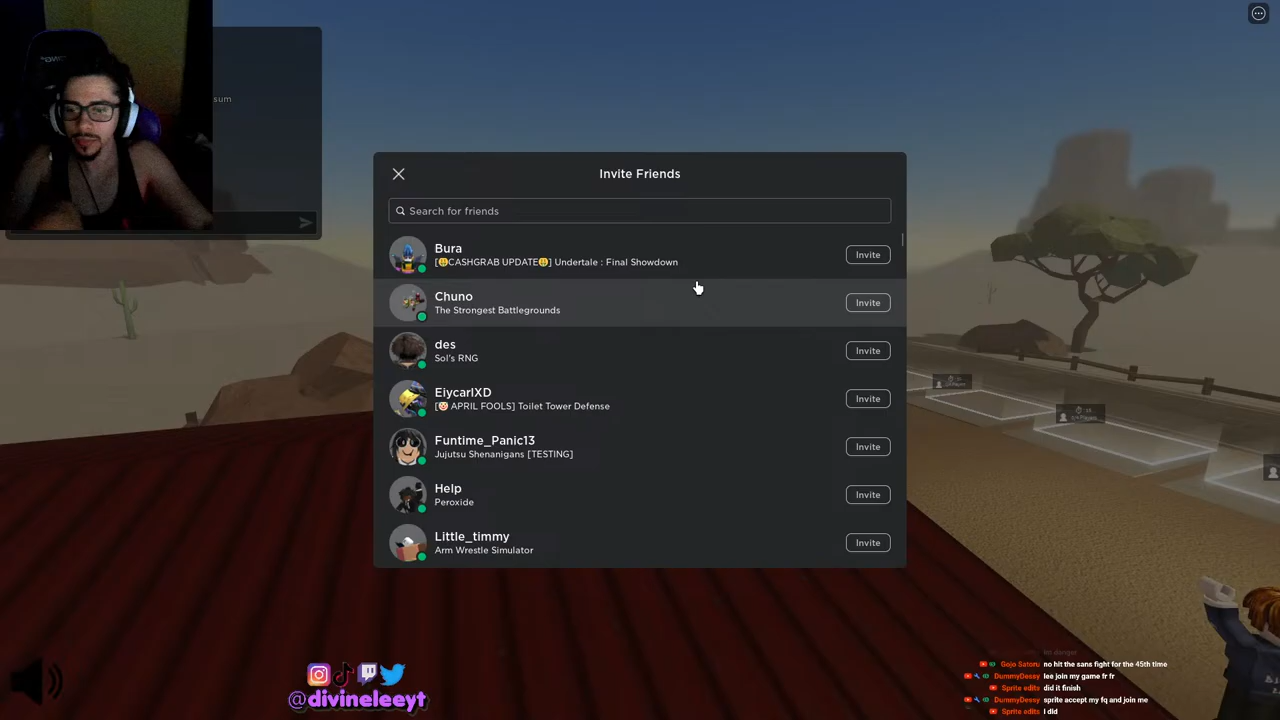 sum
Invite Friends
Search for friends
Bura
[😃CASHGRAB UPDATE😃] Undertale : Final Showdown
Invite
Chuno
The Strongest Battlegrounds
Invite
des
Sol's RNG
Invite
EiycarlXD
[🤡 APRIL FOOLS] Toilet Tower Defense
Invite
Funtime_Panic13
Jujutsu Shenanigans [TESTING]
Invite
Help
Peroxide
Invite
Little_timmy
Arm Wrestle Simulator
Invite
@divineleeyt
Gojo Satoru no hit the sans fight for the 45th time
DummyDessy lee join my game fr fr
Sprite edits did it finish
DummyDessy sprite accept my fq and join me
Sprite edits I did